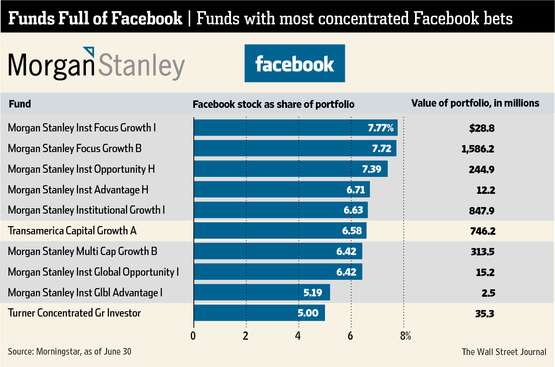 Funds Full of Facebook | Funds with most concentrated Facebook bets
MorganStanley facebook
Fund Facebook stock as share of portfolio Value of portfolio, in millions
Morgan Stanley Inst Focus Growth I 7.77% $28.8
Morgan Stanley Focus Growth B 7.72 1,586.2
Morgan Stanley Inst Opportunity H 7.39 244.9
Morgan Stanley Inst Advantage H 6.71 12.2
Morgan Stanley Institutional Growth I 6.63 847.9
Transamerica Capital Growth A 6.58 746.2
Morgan Stanley Multi Cap Growth B 6.42 313.5
Morgan Stanley Inst Global Opportunity I 6.42 15.2
Morgan Stanley Inst Glbl Advantage I 5.19 2.5
Turner Concentrated Gr Investor 5.00 35.3
0 2 4 6 8%
Source: Morningstar, as of June 30 The Wall Street Journal